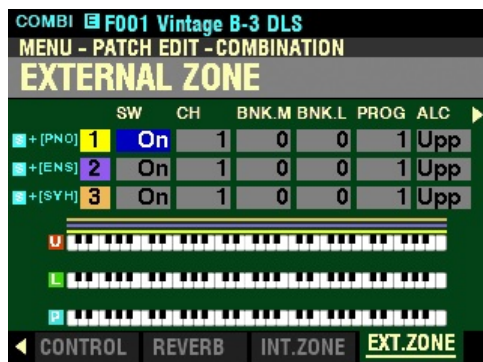 COMBI E F001 Vintage B-3 DLS
MENU - PATCH EDIT - COMBINATION
EXTERNAL ZONE
SW CH BNK.M BNK.L PROG ALC
S+[PNO] 1 On 1 0 0 1 Upp
S+[ENS] 2 On 1 0 0 1 Upp
S+[SYH] 3 On 1 0 0 1 Upp
U
L
P
CONTROL REVERB INT.ZONE EXT.ZONE